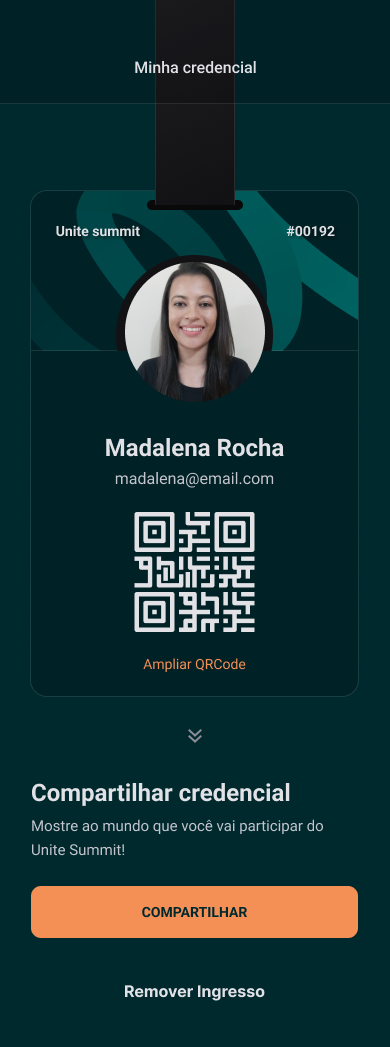 Minha credencial
Unite summit
#00192
Madalena Rocha
madalena@email.com
Ampliar QRCode
Compartilhar credencial
Mostre ao mundo que você vai participar do
Unite Summit!
COMPARTILHAR
Remover Ingresso